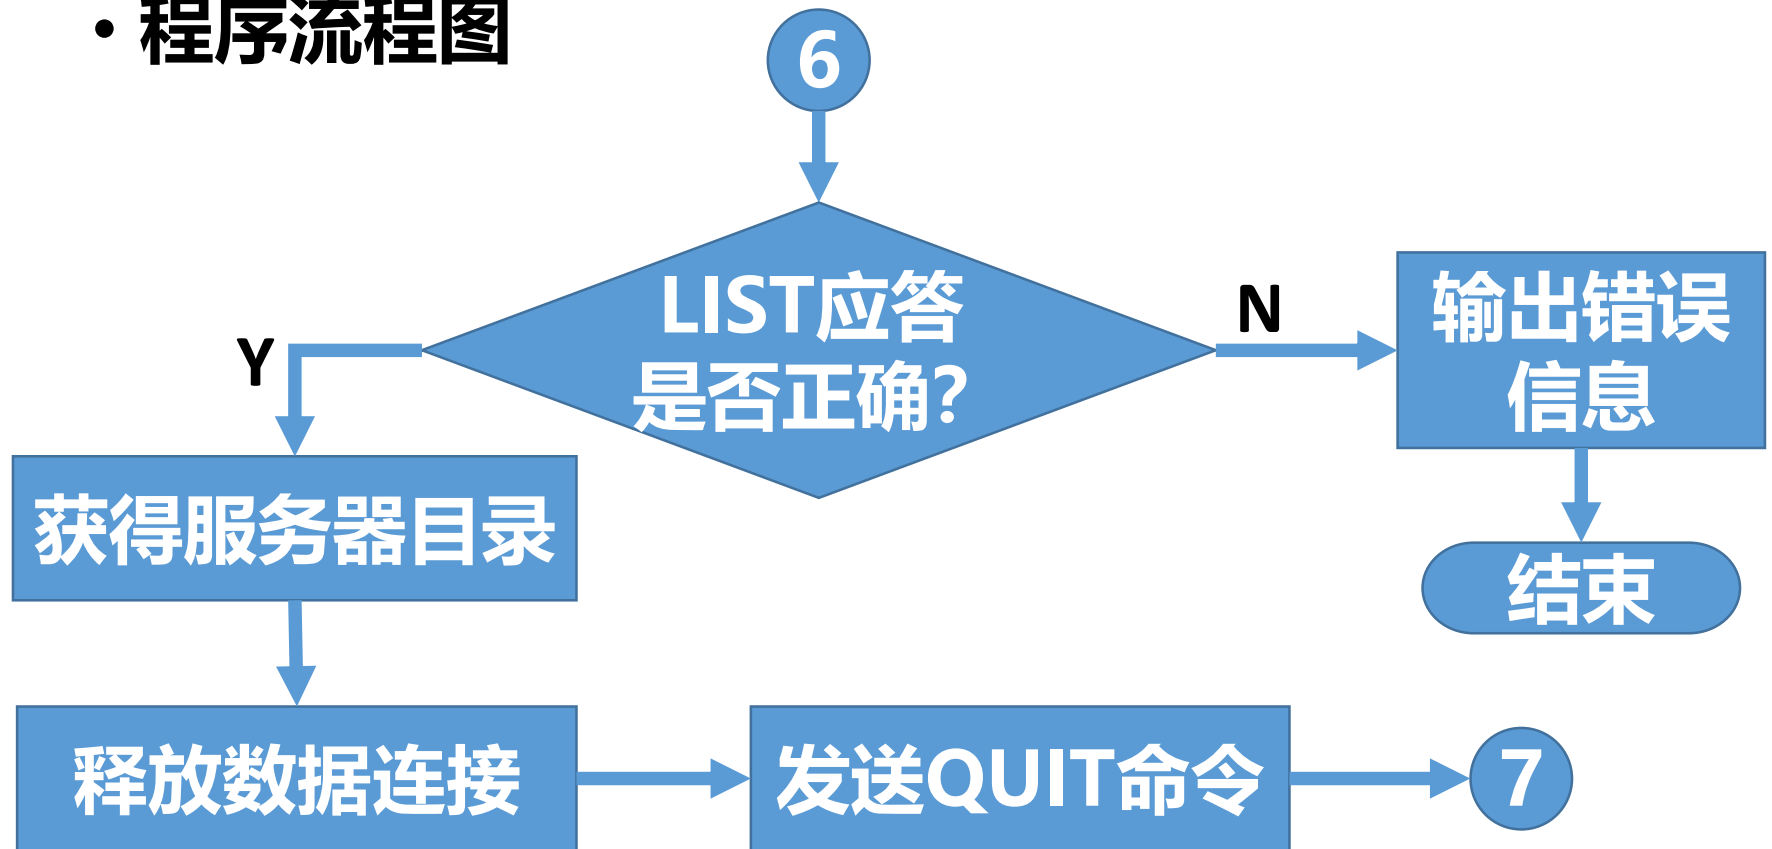 • 程序流程图
6
LIST应答
是否正确?
N
输出错误
信息
Y
获得服务器目录
结束
释放数据连接
发送QUIT命令
7